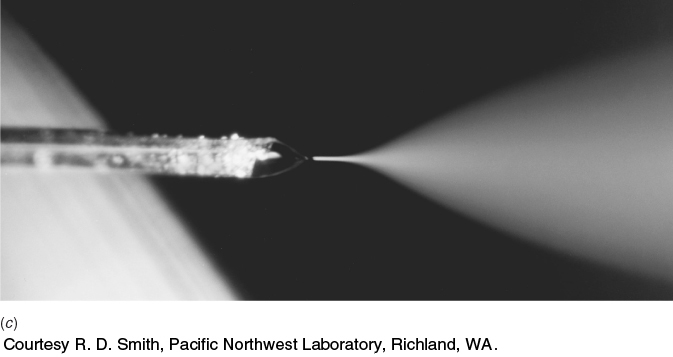 (c)
Courtesy R. D. Smith, Pacific Northwest Laboratory, Richland, WA.